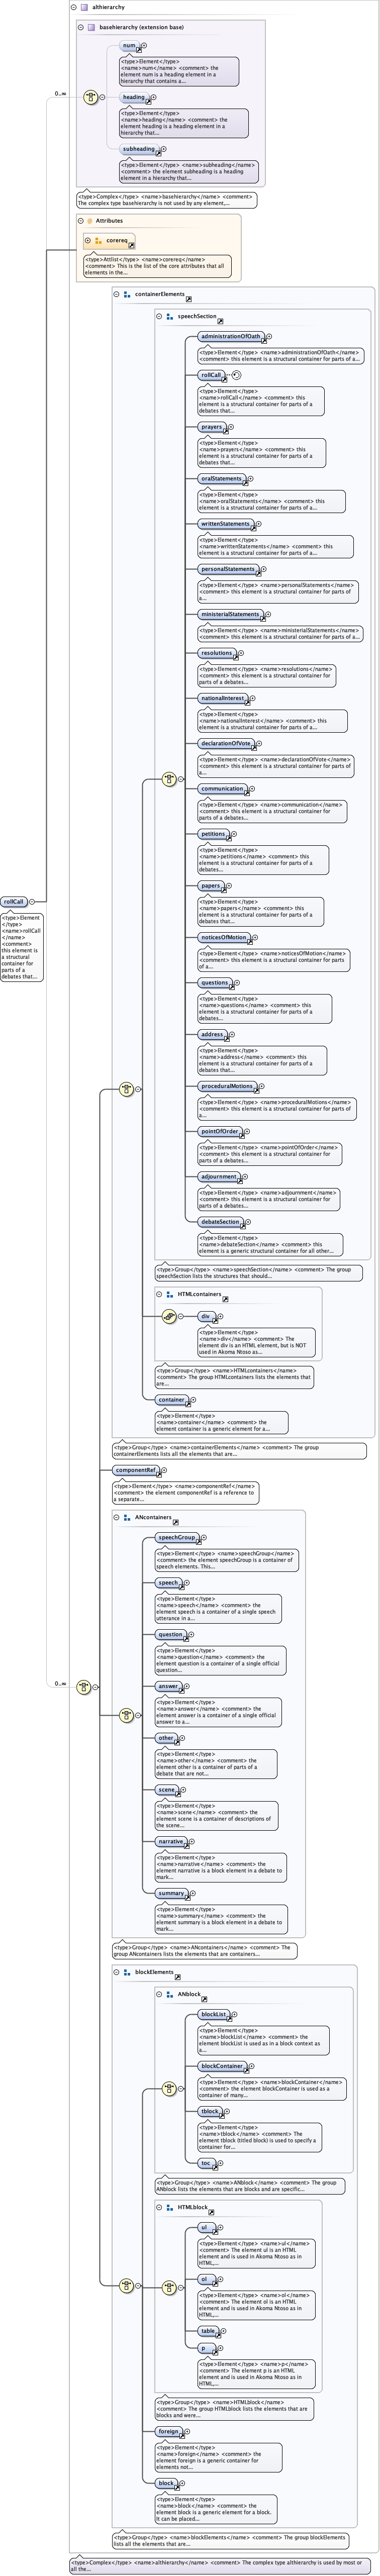 althierarchy
basehierarchy (extension base)
num
<type>Element</type>
<name>num</name> <comment> the
element num is a heading element in a
hierarchy that contains a...
0..∞
heading
<type>Element</type>
<name>heading</name> <comment> the
element heading is a heading element in a
hierarchy that...
subheading
<type>Element</type> <name>subheading</name>
<comment> the element subheading is a heading
element in a hierarchy that...
<type>Complex</type> <name>basehierarchy</name> <comment>
The complex type basehierarchy is not used by any element,...
Attributes
corereq
<type>Attlist</type> <name>corereq</name>
<comment> This is the list of the core attributes that all
elements in the...
containerElements
speechSection
administrationOfOath
<type>Element</type> <name>administrationOfOath</name>
<comment> this element is a structural container for parts of a...
rollCall
<type>Element</type>
<name>rollCall</name> <comment> this
element is a structural container for parts of a
debates that...
prayers
<type>Element</type>
<name>prayers</name> <comment> this
element is a structural container for parts of a
debates that...
oralStatements
<type>Element</type>
<name>oralStatements</name> <comment> this
element is a structural container for parts of a...
writtenStatements
<type>Element</type>
<name>writtenStatements</name> <comment> this
element is a structural container for parts of a...
personalStatements
<type>Element</type> <name>personalStatements</name>
<comment> this element is a structural container for parts of
a...
ministerialStatements
<type>Element</type> <name>ministerialStatements</name>
<comment> this element is a structural container for parts of a...
resolutions
<type>Element</type> <name>resolutions</name>
<comment> this element is a structural container for
parts of a debates...
nationalInterest
<type>Element</type>
<name>nationalInterest</name> <comment> this
element is a structural container for parts of a...
declarationOfVote
<type>Element</type> <name>declarationOfVote</name>
<comment> this element is a structural container for parts of
a...
communication
<type>Element</type> <name>communication</name>
<comment> this element is a structural container for
parts of a debates...
petitions
<type>Element</type>
<name>petitions</name> <comment> this
element is a structural container for parts of a
debates...
papers
<type>Element</type>
<name>papers</name> <comment> this
element is a structural container for parts of a
debates that...
noticesOfMotion
<type>Element</type> <name>noticesOfMotion</name>
<comment> this element is a structural container for parts
of a...
questions
<type>Element</type>
<name>questions</name> <comment> this
element is a structural container for parts of a
debates...
address
<type>Element</type>
<name>address</name> <comment> this
element is a structural container for parts of a
debates that...
proceduralMotions
<type>Element</type> <name>proceduralMotions</name>
<comment> this element is a structural container for parts of
a...
pointOfOrder
<type>Element</type> <name>pointOfOrder</name>
<comment> this element is a structural container for
parts of a debates...
adjournment
<type>Element</type> <name>adjournment</name>
<comment> this element is a structural container for
parts of a debates...
debateSection
<type>Element</type>
<name>debateSection</name> <comment> this
element is a generic structural container for all other...
<type>Group</type> <name>speechSection</name> <comment> The group
speechSection lists the structures that should...
HTMLcontainers
div
<type>Element</type>
<name>div</name> <comment> The
element div is an HTML element, but is NOT
used in Akoma Ntoso as...
<type>Group</type> <name>HTMLcontainers</name>
<comment> The group HTMLcontainers lists the elements that
are...
container
<type>Element</type>
<name>container</name> <comment> the
element container is a generic element for a...
<type>Group</type> <name>containerElements</name> <comment> The group
containerElements lists all the elements that are...
rollCall
<type>Element
</type>
<name>rollCall
</name>
<comment>
this element is
a structural
container for
parts of a
debates that...
componentRef
<type>Element</type> <name>componentRef</name>
<comment> the element componentRef is a reference to
a separate...
ANcontainers
speechGroup
<type>Element</type> <name>speechGroup</name>
<comment> the element speechGroup is a container of
speech elements. This...
speech
<type>Element</type>
<name>speech</name> <comment> the
element speech is a container of a single speech
utterance in a...
question
<type>Element</type>
<name>question</name> <comment> the
element question is a container of a single official
question...
0..∞
answer
<type>Element</type>
<name>answer</name> <comment> the
element answer is a container of a single official
answer to a...
other
<type>Element</type>
<name>other</name> <comment> the
element other is a container of parts of a
debate that are not...
scene
<type>Element</type>
<name>scene</name> <comment> the
element scene is a container of descriptions of
the scene...
narrative
<type>Element</type>
<name>narrative</name> <comment> the
element narrative is a block element in a debate to
mark...
summary
<type>Element</type>
<name>summary</name> <comment> the
element summary is a block element in a debate to
mark...
<type>Group</type> <name>ANcontainers</name> <comment> The
group ANcontainers lists the elements that are containers...
blockElements
ANblock
blockList
<type>Element</type>
<name>blockList</name> <comment> the
element blockList is used as in a block context as
a...
blockContainer
<type>Element</type> <name>blockContainer</name>
<comment> the element blockContainer is used as a
container of many...
tblock
<type>Element</type>
<name>tblock</name> <comment> the
element tblock (titled block) is used to specify a
container for...
toc
<type>Group</type> <name>ANblock</name> <comment> The group
ANblock lists the elements that are blocks and are specific...
HTMLblock
ul
<type>Element</type> <name>ul</name>
<comment> The element ul is an HTML
element and is used in Akoma Ntoso as in
HTML,...
ol
<type>Element</type> <name>ol</name>
<comment> The element ol is an HTML
element and is used in Akoma Ntoso as in
HTML,...
table
p
<type>Element</type> <name>p</name>
<comment> The element p is an HTML
element and is used in Akoma Ntoso as in
HTML,...
<type>Group</type> <name>HTMLblock</name>
<comment> The group HTMLblock lists the elements that are
blocks and were...
foreign
<type>Element</type>
<name>foreign</name> <comment> the
element foreign is a generic container for
elements not...
block
<type>Element</type>
<name>block</name> <comment> the
element block is a generic element for a block.
It can be placed...
<type>Group</type> <name>blockElements</name> <comment> The group blockElements
lists all the elements that are...
<type>Complex</type> <name>althierarchy</name> <comment> The complex type althierarchy is used by most or
all the...